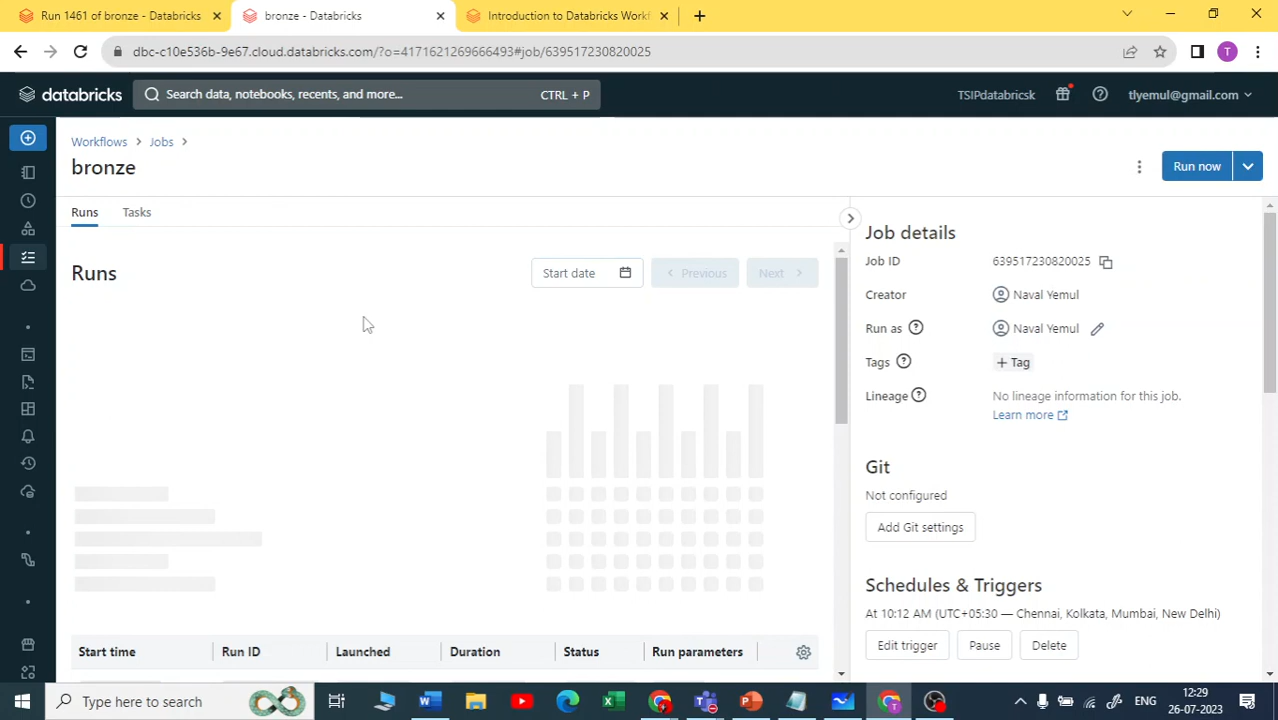 Run 1461 of bronze - Databricks
bronze - Databricks
Introduction to Databricks Workf
dbc-c10e536b-9e67.cloud.databricks.com/?o=4171621269666493#job/639517230820025
T
databricks
Search data, notebooks, recents, and more...
CTRL + P
TSIPdatabricsk
tlyemul@gmail.com
Workflows
Jobs
bronze
Run now
Runs
Tasks
Runs
Start date
Previous
Next
Start time
Run ID
Launched
Duration
Status
Run parameters
Job details
Job ID
639517230820025
Creator
Naval Yemul
Run as
Naval Yemul
Tags
+ Tag
Lineage
No lineage information for this job.
Learn more
Git
Not configured
Add Git settings
Schedules & Triggers
At 10:12 AM (UTC+05:30 — Chennai, Kolkata, Mumbai, New Delhi)
Edit trigger
Pause
Delete
Type here to search
ENG
12:29
26-07-2023